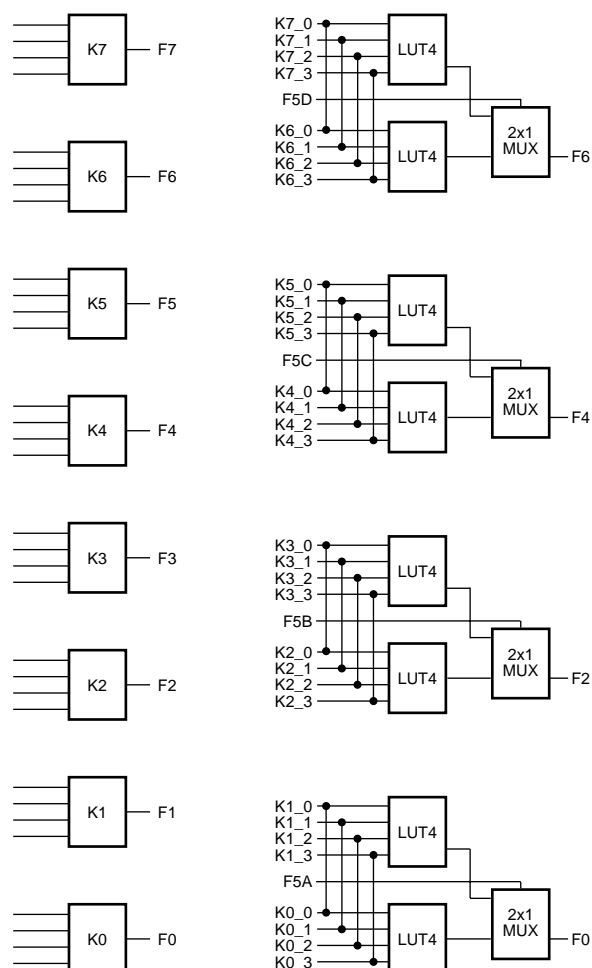 K7
F7
K6
F6
K5
F5
K4
F4
K3
F3
K2
F2
K1
F1
K0
F0
K7_0
K7_1
K7_2
K7_3
LUT4
F5D
K6_0
K6_1
K6_2
K6_3
LUT4
2x1
MUX
F6
K5_0
K5_1
K5_2
K5_3
LUT4
F5C
K4_0
K4_1
K4_2
K4_3
LUT4
2x1
MUX
F4
K3_0
K3_1
K3_2
K3_3
LUT4
F5B
K2_0
K2_1
K2_2
K2_3
LUT4
2x1
MUX
F2
K1_0
K1_1
K1_2
K1_3
LUT4
F5A
K0_0
K0_1
K0_2
K0_3
LUT4
2x1
MUX
F0